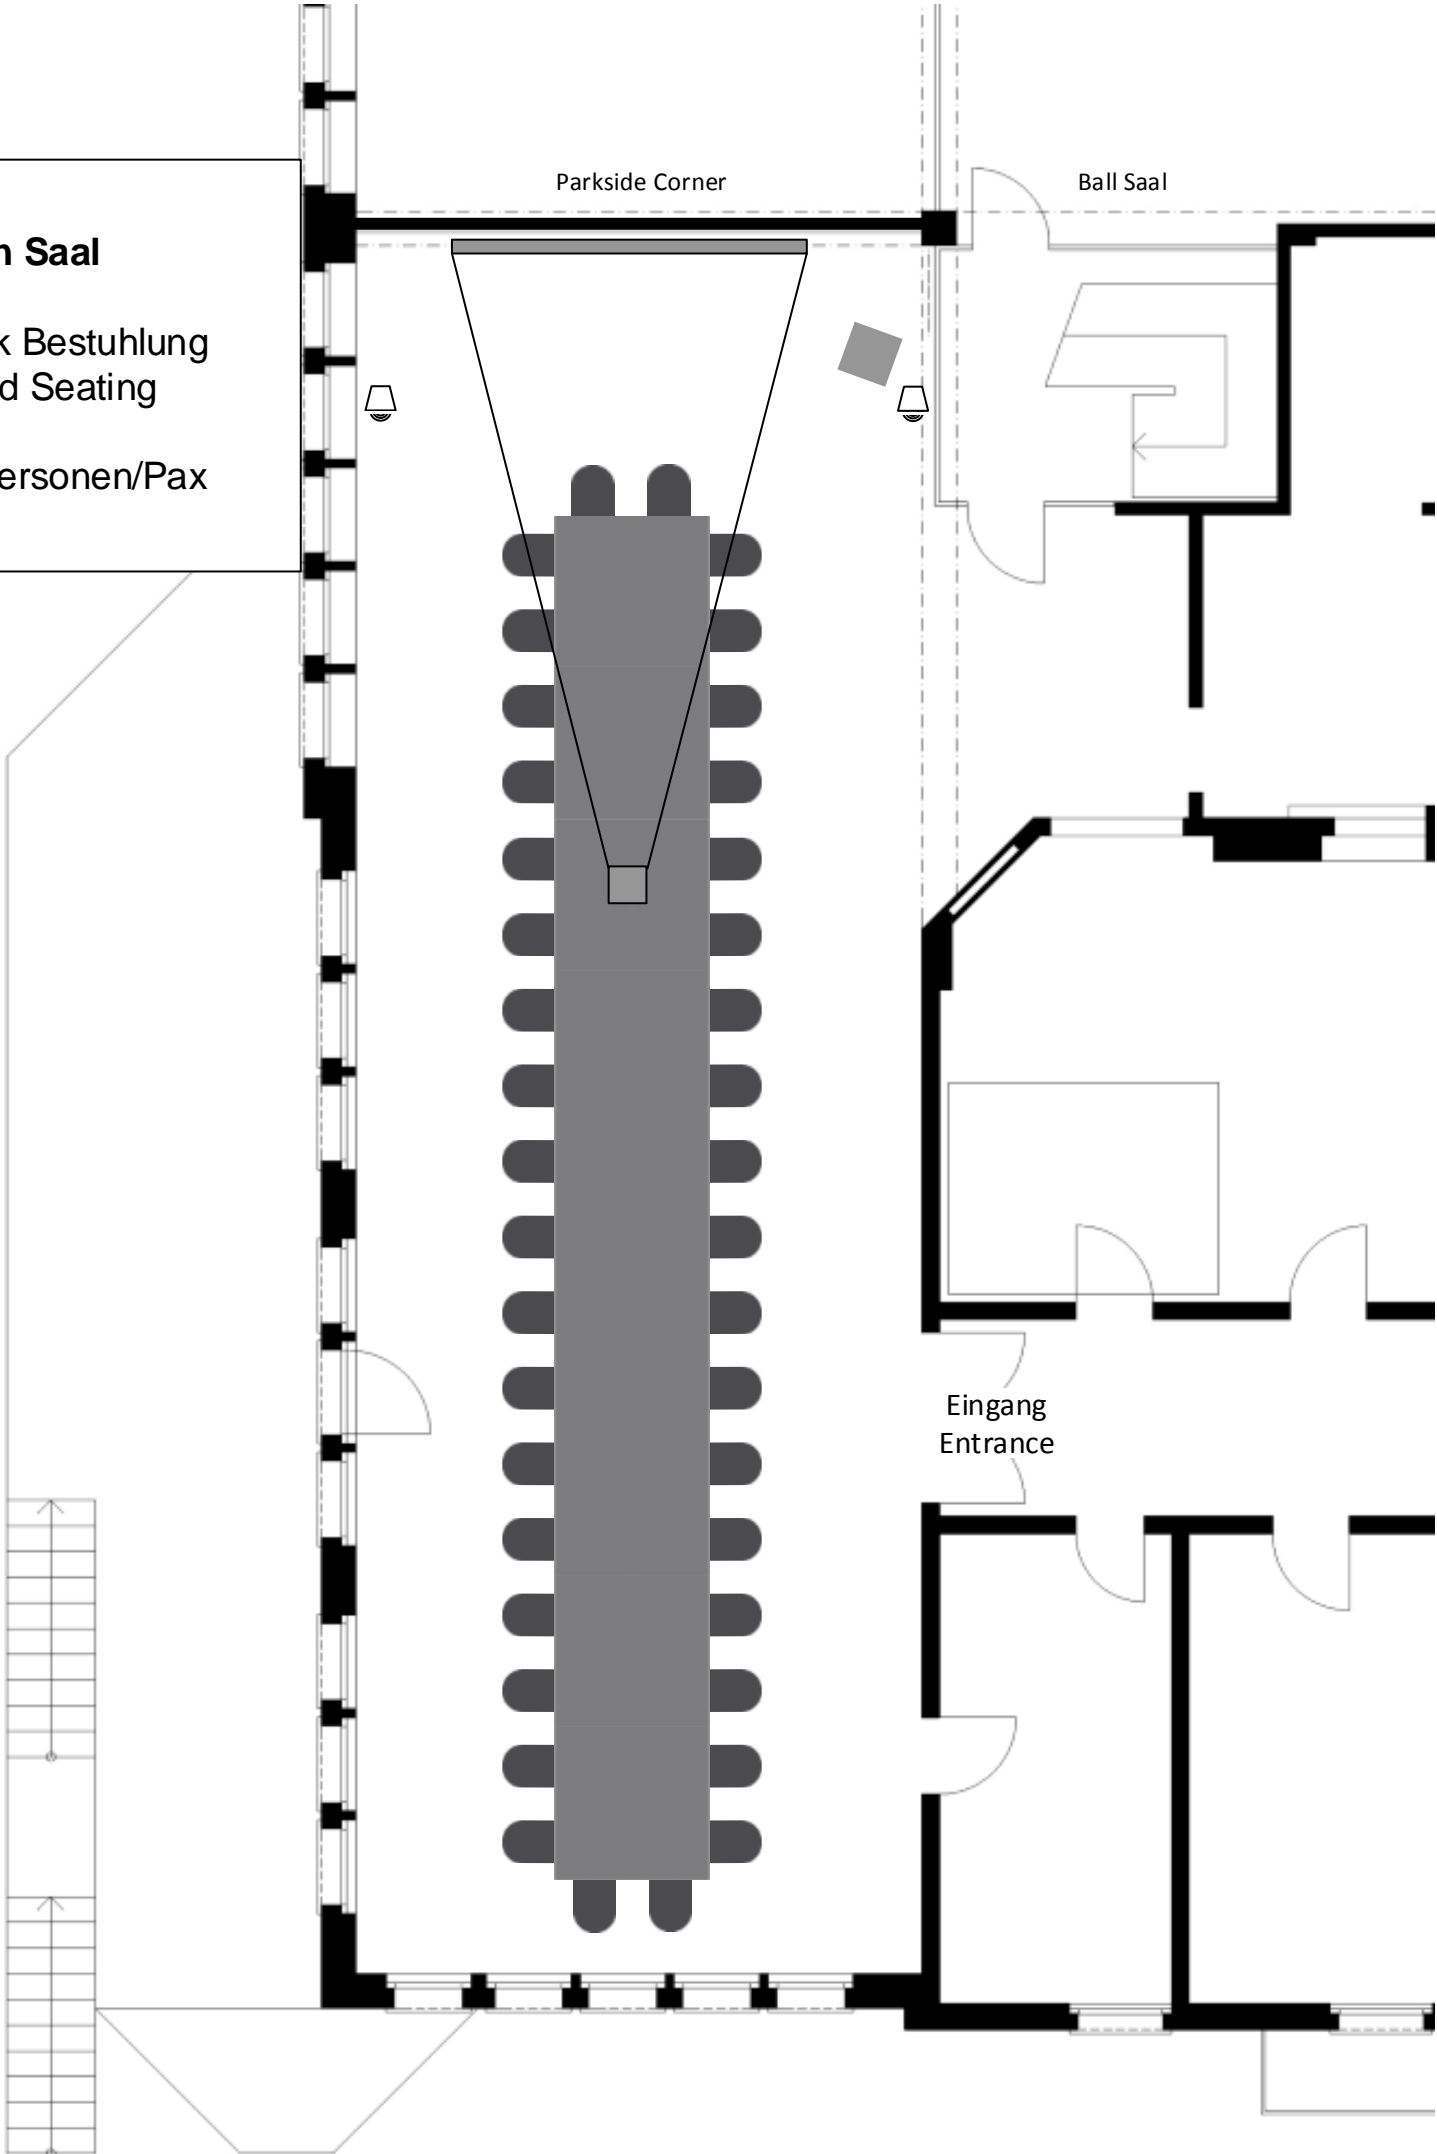 Parkside Corner
Ball Saal
n Saal
k Bestuhlung
d Seating
ersonen/Pax
Eingang
Entrance